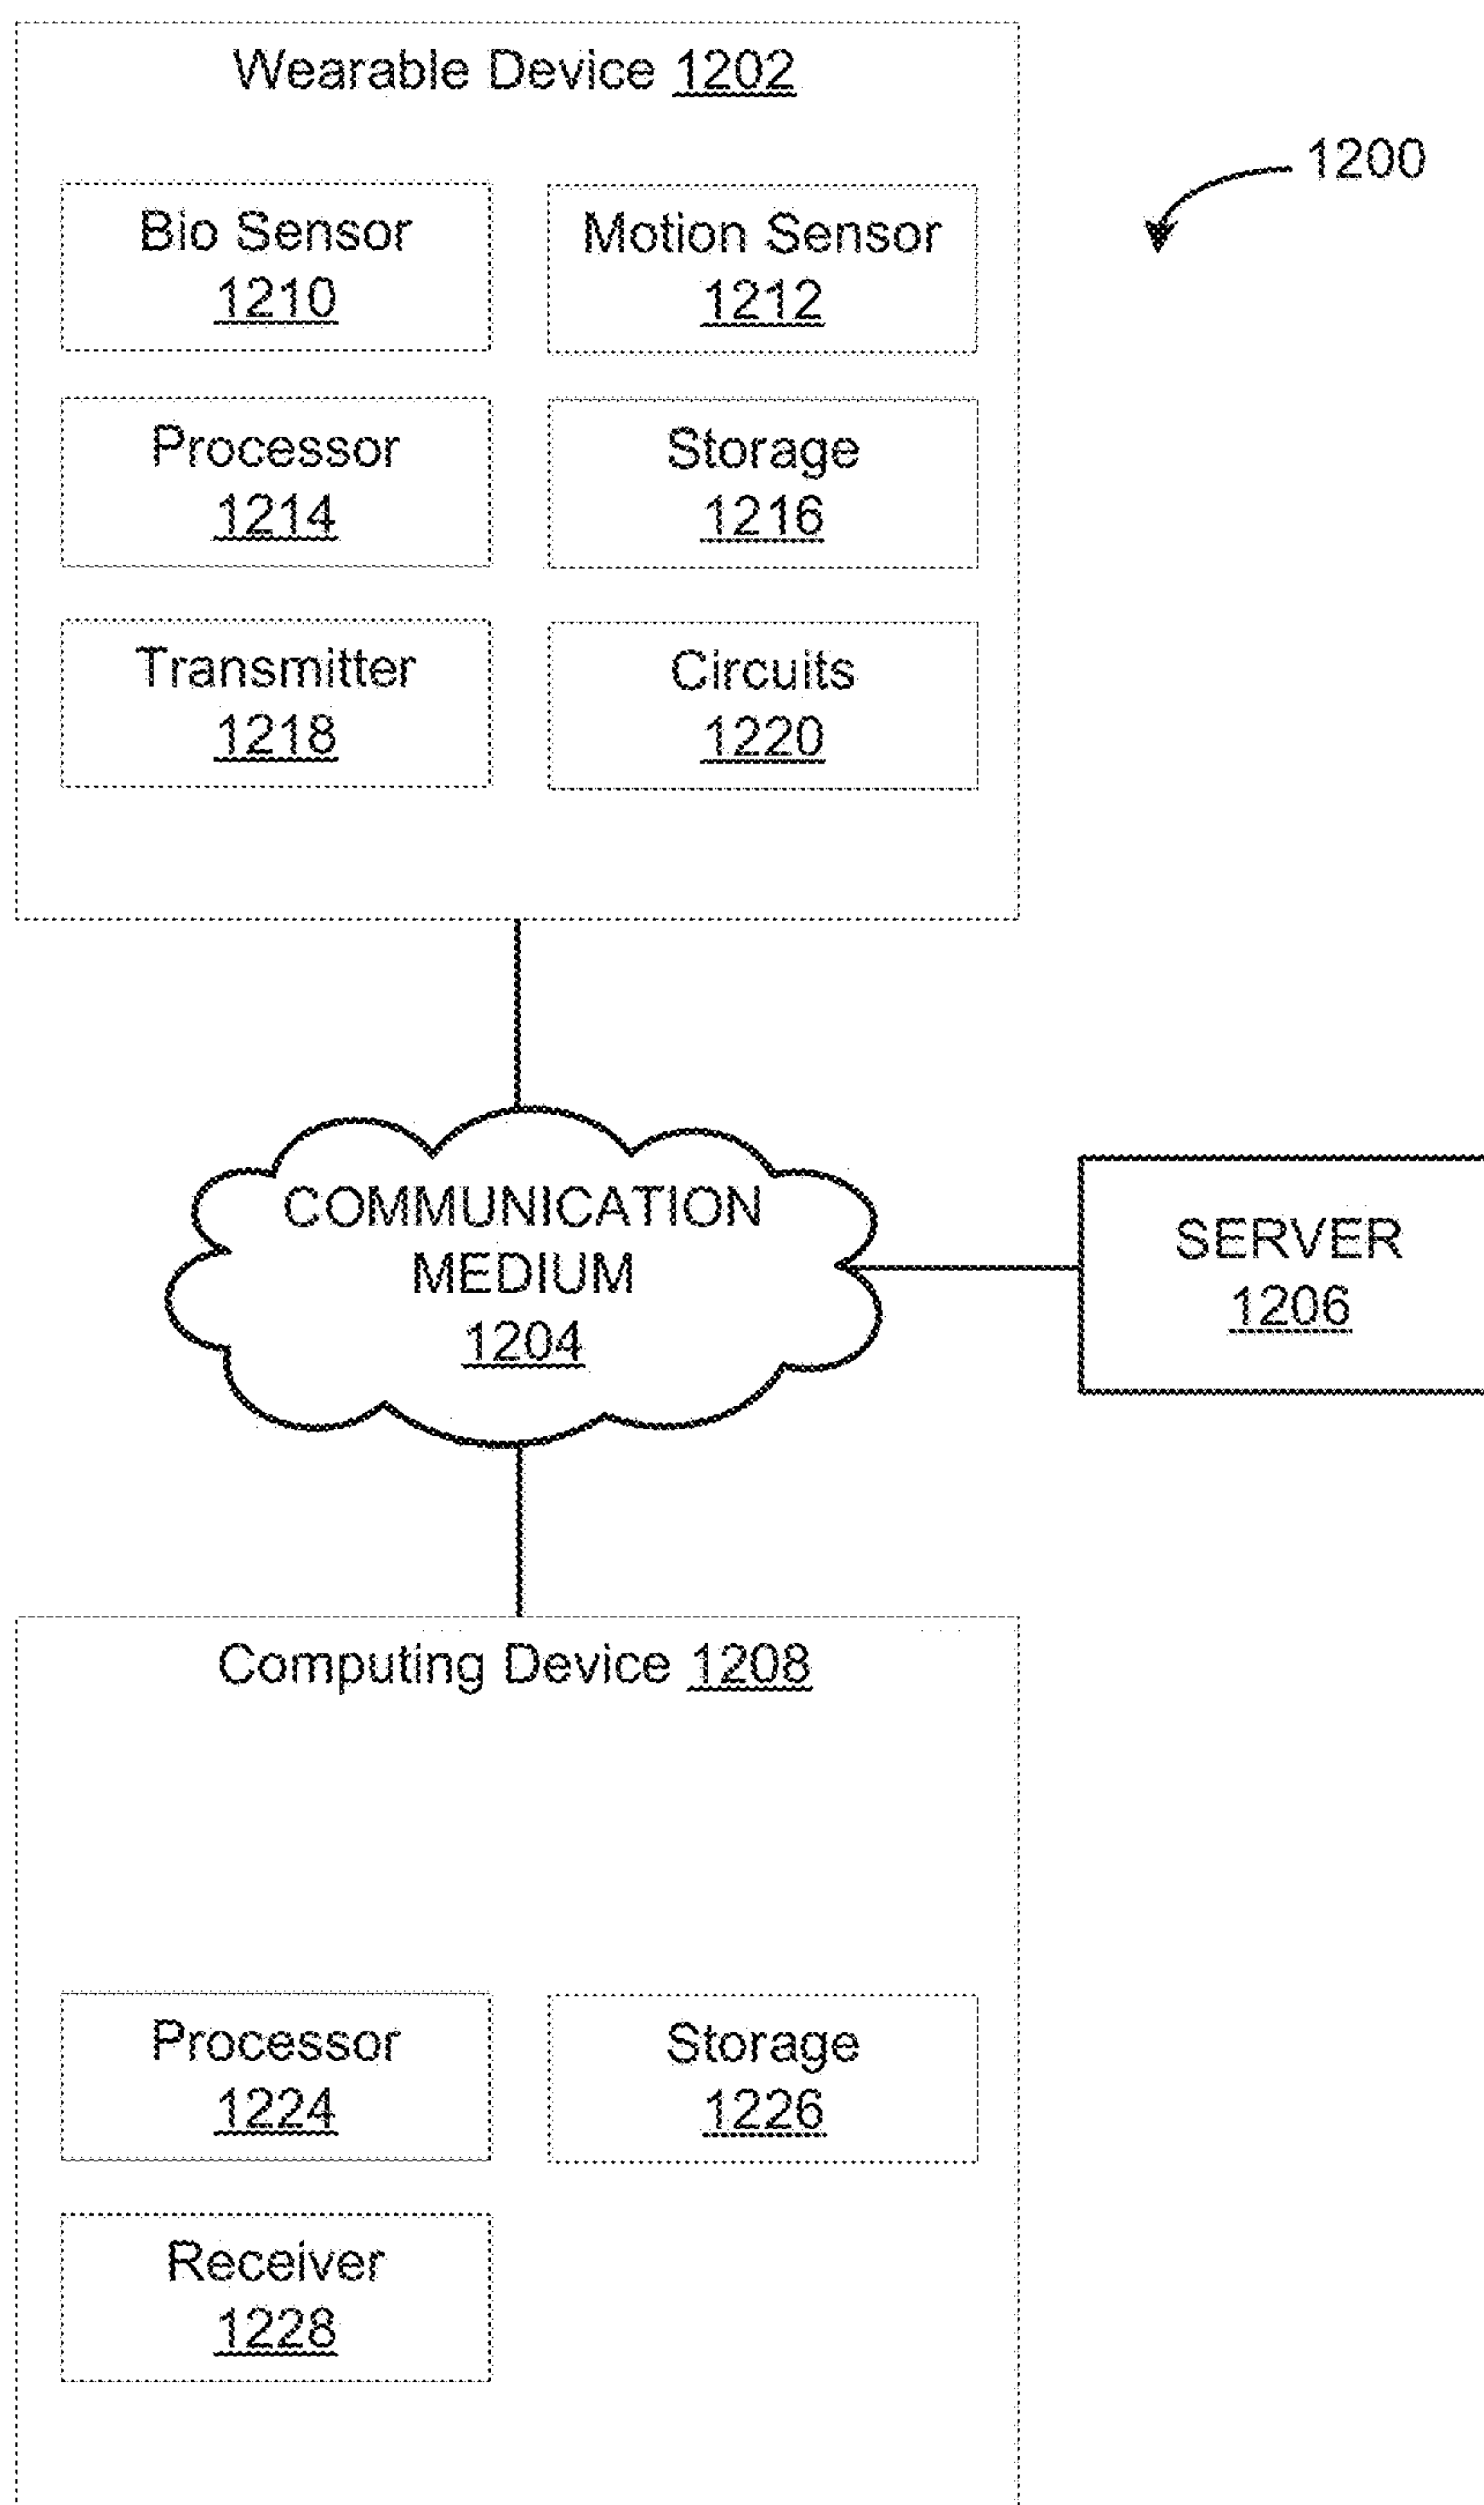 Wearable Device 1202
1200
Bio Sensor
1210
Motion Sensor
1212
Processor
1214
Storage
1216
Transmitter
1218
Circuits
1220
COMMUNICATION
MEDIUM
1204
SERVER
1206
Computing Device 1208
Processor
1224
Storage
1226
Receiver
1228